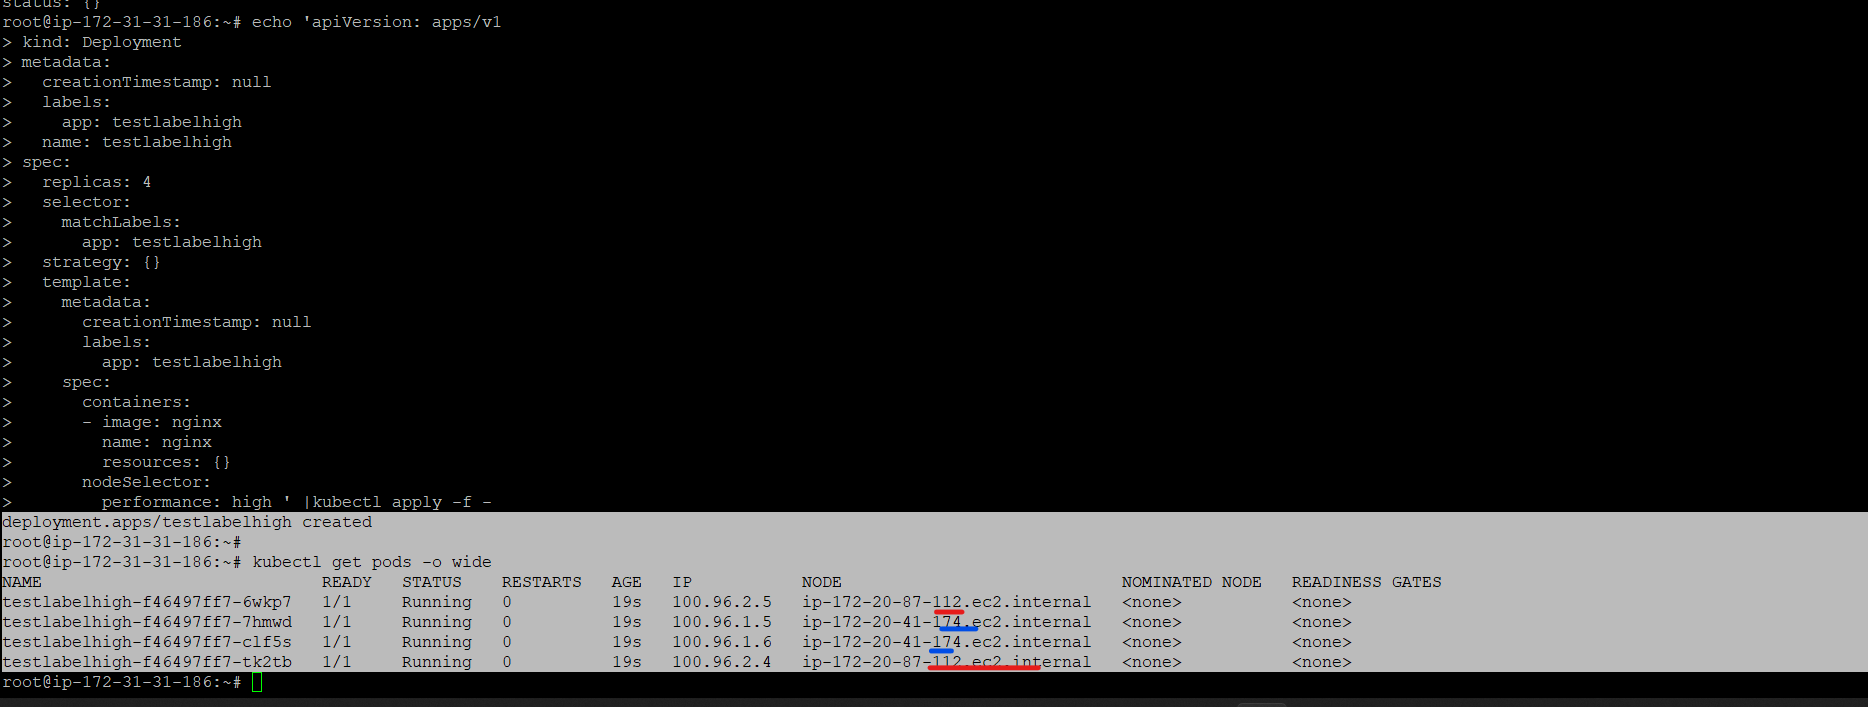 status: {}
root@ip-172-31-31-186:~# echo 'apiVersion: apps/v1
> kind: Deployment
> metadata:
>   creationTimestamp: null
>   labels:
>     app: testlabelhigh
>   name: testlabelhigh
> spec:
>   replicas: 4
>   selector:
>     matchLabels:
>       app: testlabelhigh
>   strategy: {}
>   template:
>     metadata:
>       creationTimestamp: null
>       labels:
>         app: testlabelhigh
>     spec:
>       containers:
>       - image: nginx
>         name: nginx
>         resources: {}
>       nodeSelector:
>         performance: high ' |kubectl apply -f -
deployment.apps/testlabelhigh created
root@ip-172-31-31-186:~#
root@ip-172-31-31-186:~# kubectl get pods -o wide
NAME                            READY   STATUS    RESTARTS   AGE   IP           NODE                            NOMINATED NODE   READINESS GATES
testlabelhigh-f46497ff7-6wkp7   1/1     Running   0          19s   100.96.2.5   ip-172-20-87-112.ec2.internal   <none>           <none>
testlabelhigh-f46497ff7-7hmwd   1/1     Running   0          19s   100.96.1.5   ip-172-20-41-174.ec2.internal   <none>           <none>
testlabelhigh-f46497ff7-clf5s   1/1     Running   0          19s   100.96.1.6   ip-172-20-41-174.ec2.internal   <none>           <none>
testlabelhigh-f46497ff7-tk2tb   1/1     Running   0          19s   100.96.2.4   ip-172-20-87-112.ec2.internal   <none>           <none>
root@ip-172-31-31-186:~#